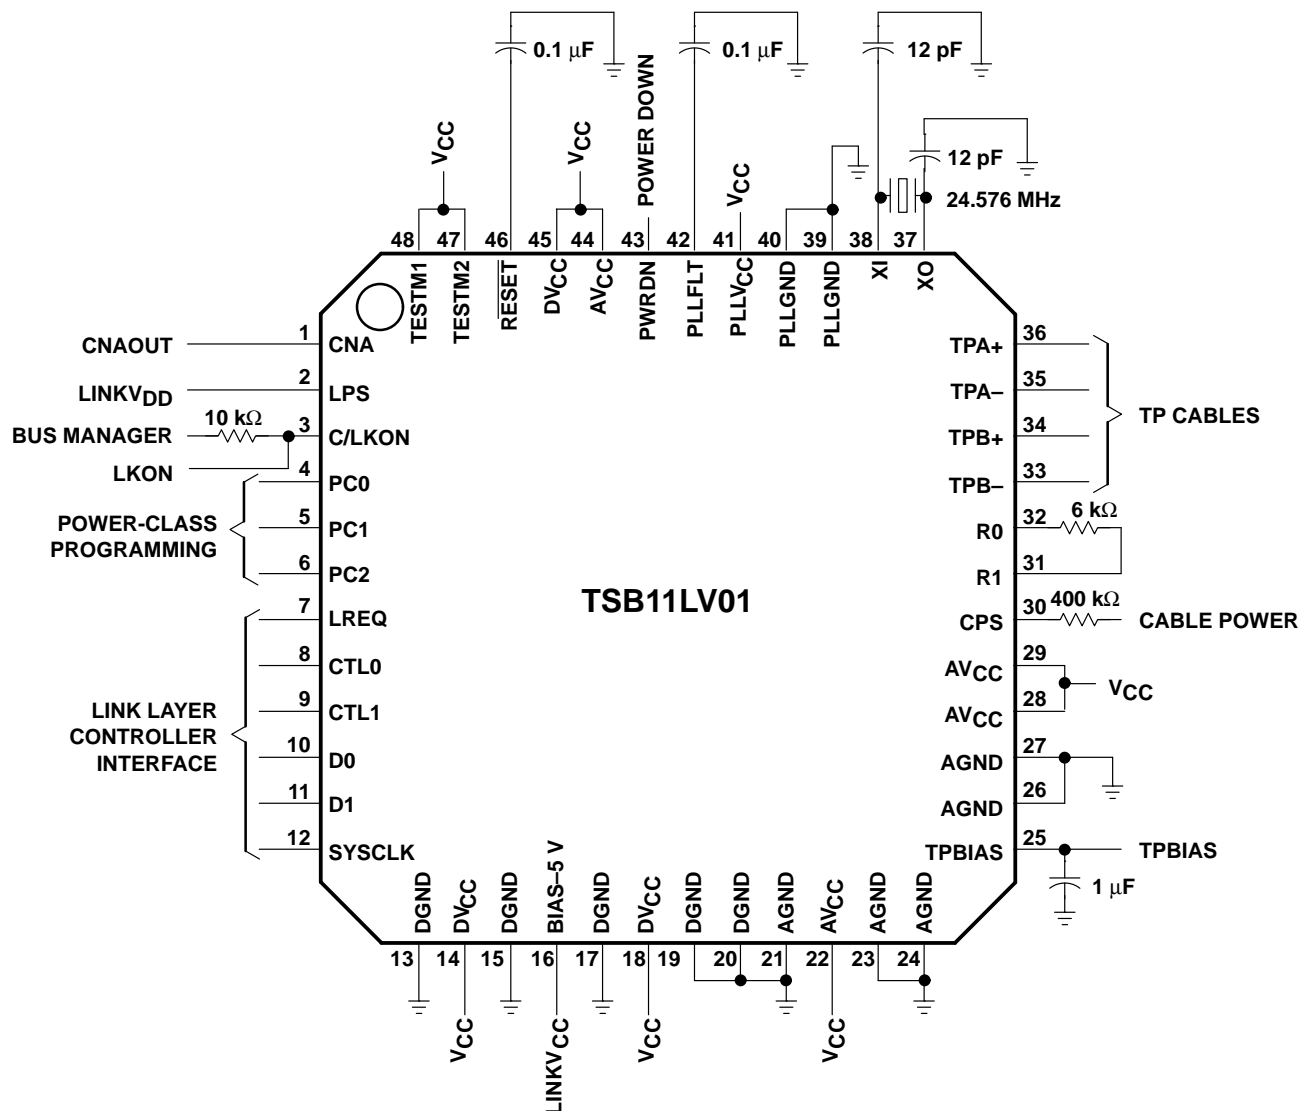 0.1 µF
0.1 µF
12 pF
12 pF
24.576 MHz
VCC
VCC
POWER DOWN
VCC
48
47
46
45
44
43
42
41
40
39
38
37
TESTM1
TESTM2
RESET
DVCC
AVCC
PWRDN
PLLFLT
PLLVCC
PLLGND
PLLGND
XI
XO
CNAOUT 1 CNA
LINKVDD 2 LPS
BUS MANAGER 10 kΩ 3 C/LKON
LKON
4 PC0
POWER-CLASS
PROGRAMMING
5 PC1
6 PC2
7 LREQ
8 CTL0
9 CTL1
LINK LAYER
CONTROLLER
INTERFACE
10 D0
11 D1
12 SYSCLK
TSB11LV01
TPA+ 36
TPA– 35
TPB+ 34
TPB– 33
TP CABLES
R0 32 6 kΩ
R1 31
CPS 30 400 kΩ CABLE POWER
AVCC 29
AVCC 28
VCC
AGND 27
AGND 26
TPBIAS 25 TPBIAS
1 µF
DGND
DVCC
DGND
BIAS–5 V
DGND
DVCC
DGND
DGND
AGND
AVCC
AGND
AGND
13
14
15
16
17
18
19
20
21
22
23
24
VCC
LINKVCC
VCC
VCC